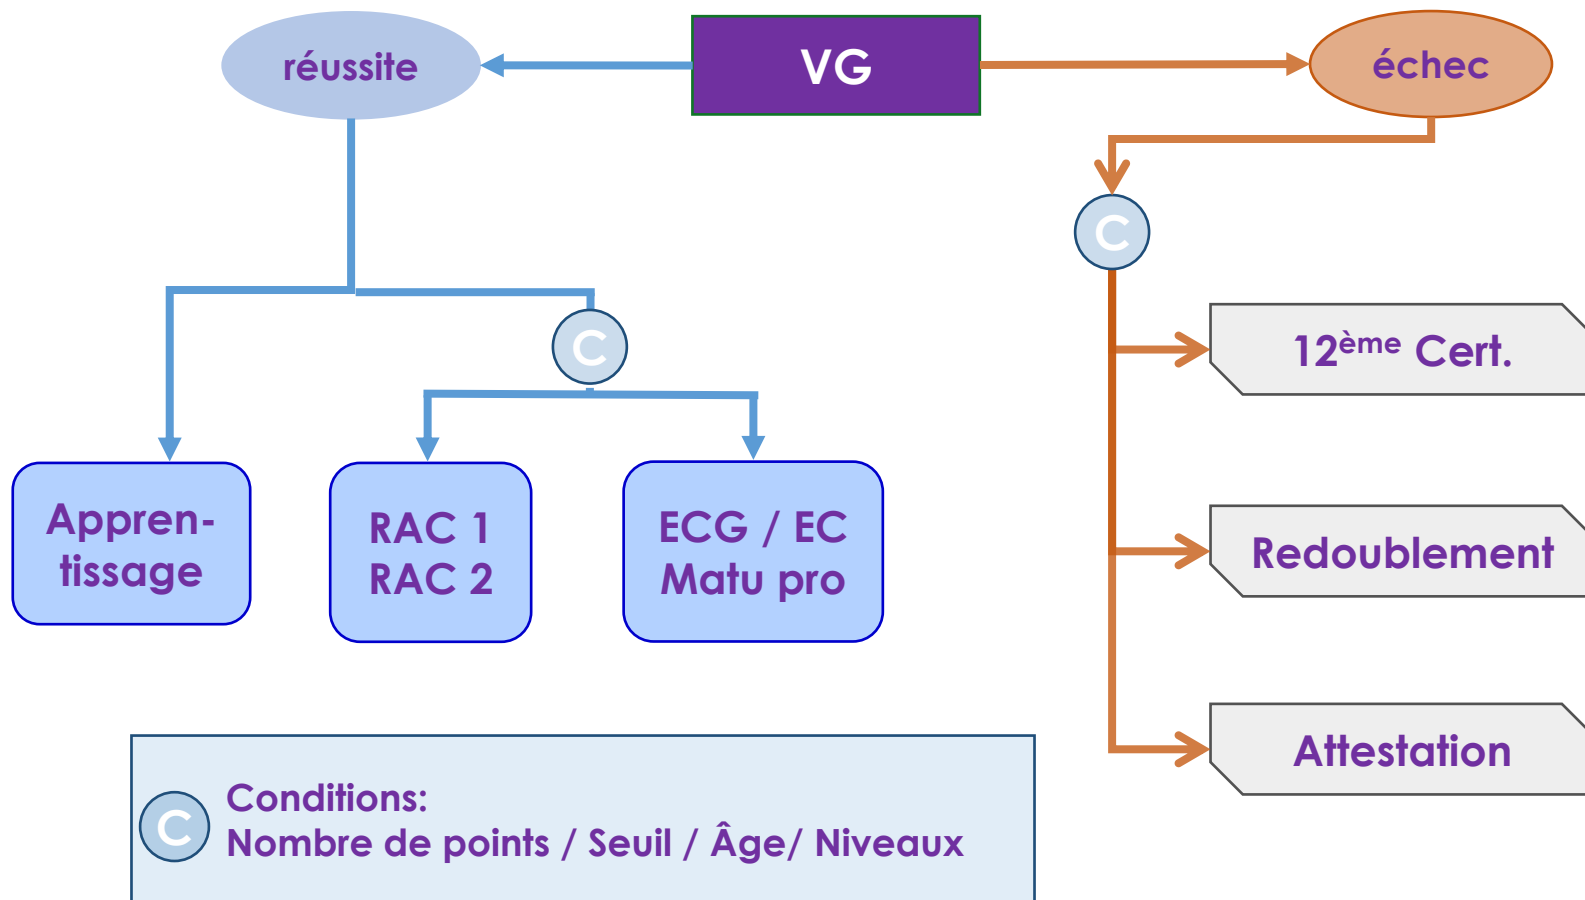 réussite
VG
échec
C
C
12ème Cert.
Appren-
tissage
RAC 1
RAC 2
ECG / EC
Matu pro
Redoublement
Attestation
C
Conditions:
Nombre de points / Seuil / Âge/ Niveaux